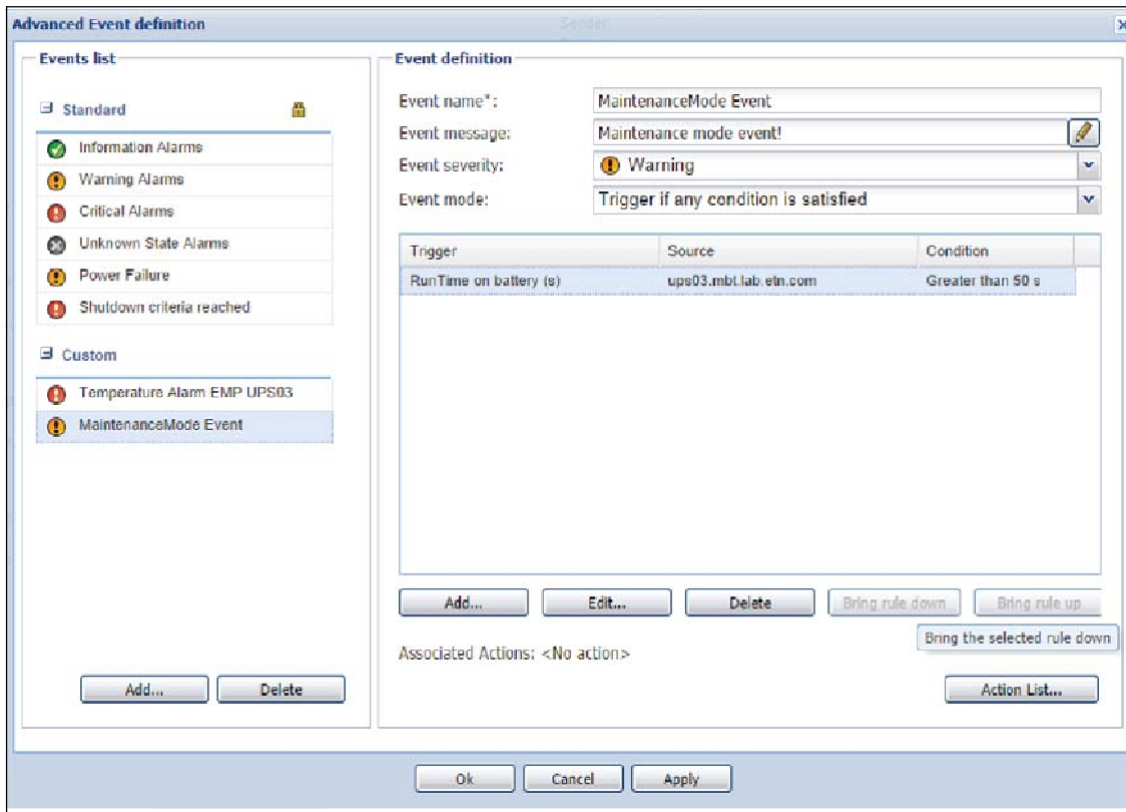 Advanced Event definition
Sender
Events list
Standard
Information Alarms
Warning Alarms
Critical Alarms
Unknown State Alarms
Power Failure
Shutdown criteria reached
Custom
Temperature Alarm EMP UPS03
MaintenanceMode Event
Add...
Delete
Event definition
Event name*:
MaintenanceMode Event
Event message:
Maintenance mode event!
Event severity:
Warning
Event mode:
Trigger if any condition is satisfied
Trigger Source Condition
RunTime on battery (s) ups03.mbt.lab.etn.com Greater than 50 s
Add...
Edit...
Delete
Bring rule down
Bring rule up
Bring the selected rule down
Associated Actions: <No action>
Action List...
Ok
Cancel
Apply